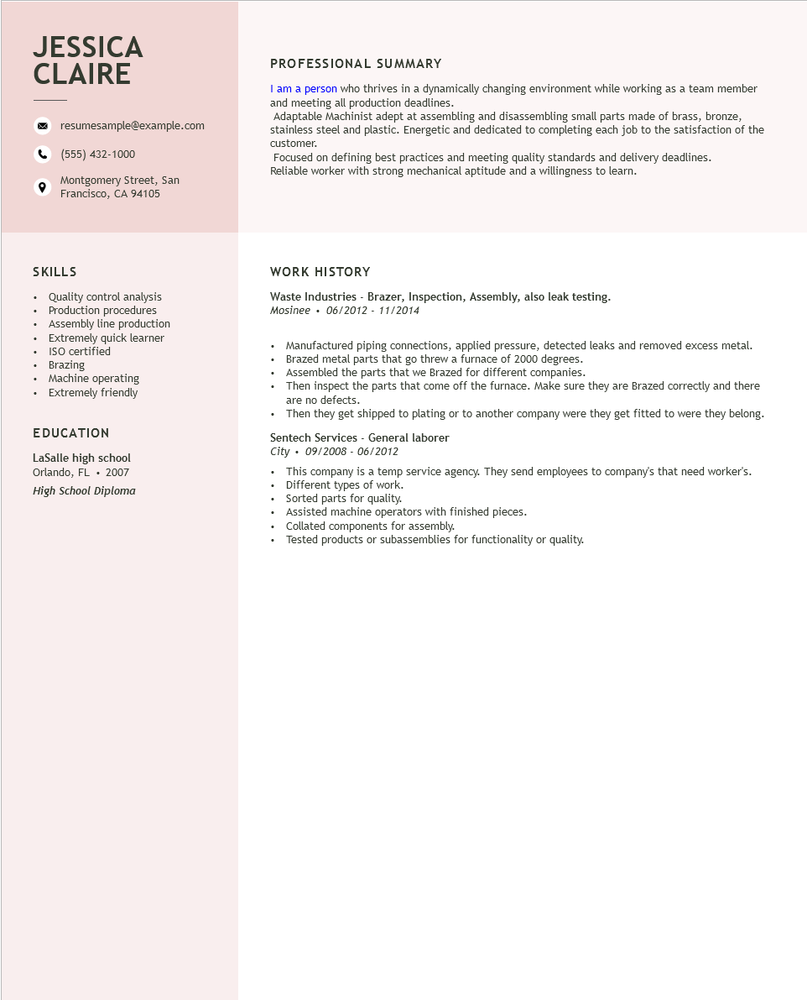 JESSICA
CLAIRE
resumesample@example.com
(555) 432-1000
Montgomery Street, San
Francisco, CA 94105
PROFESSIONAL SUMMARY
I am a person who thrives in a dynamically changing environment while working as a team member
and meeting all production deadlines.
Adaptable Machinist adept at assembling and disassembling small parts made of brass, bronze,
stainless steel and plastic. Energetic and dedicated to completing each job to the satisfaction of the
customer.
Focused on defining best practices and meeting quality standards and delivery deadlines.
Reliable worker with strong mechanical aptitude and a willingness to learn.
SKILLS
• Quality control analysis
• Production procedures
• Assembly line production
• Extremely quick learner
• ISO certified
• Brazing
• Machine operating
• Extremely friendly
EDUCATION
LaSalle high school
Orlando, FL • 2007
High School Diploma
WORK HISTORY
Waste Industries - Brazer, Inspection, Assembly, also leak testing.
Mosinee • 06/2012 - 11/2014
• Manufactured piping connections, applied pressure, detected leaks and removed excess metal.
• Brazed metal parts that go threw a furnace of 2000 degrees.
• Assembled the parts that we Brazed for different companies.
• Then inspect the parts that come off the furnace. Make sure they are Brazed correctly and there
are no defects.
• Then they get shipped to plating or to another company were they get fitted to were they belong.
Sentech Services - General laborer
City • 09/2008 - 06/2012
• This company is a temp service agency. They send employees to company's that need worker's.
• Different types of work.
• Sorted parts for quality.
• Assisted machine operators with finished pieces.
• Collated components for assembly.
• Tested products or subassemblies for functionality or quality.